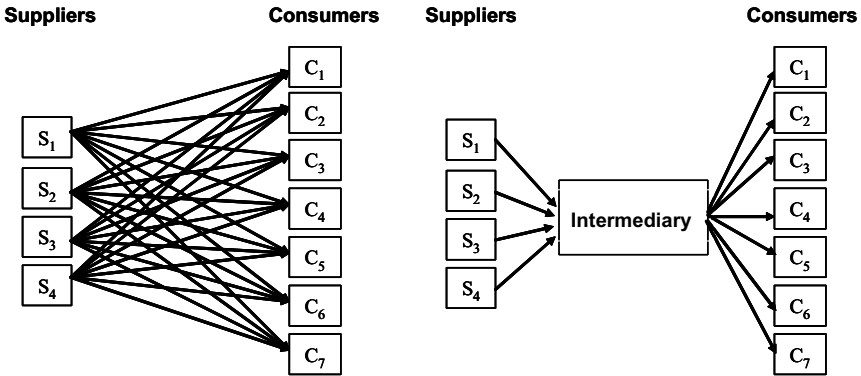 Suppliers
Consumers
S1
S2
S3
S4
C1
C2
C3
C4
C5
C6
C7
Suppliers
Consumers
S1
S2
S3
S4
Intermediary
C1
C2
C3
C4
C5
C6
C7